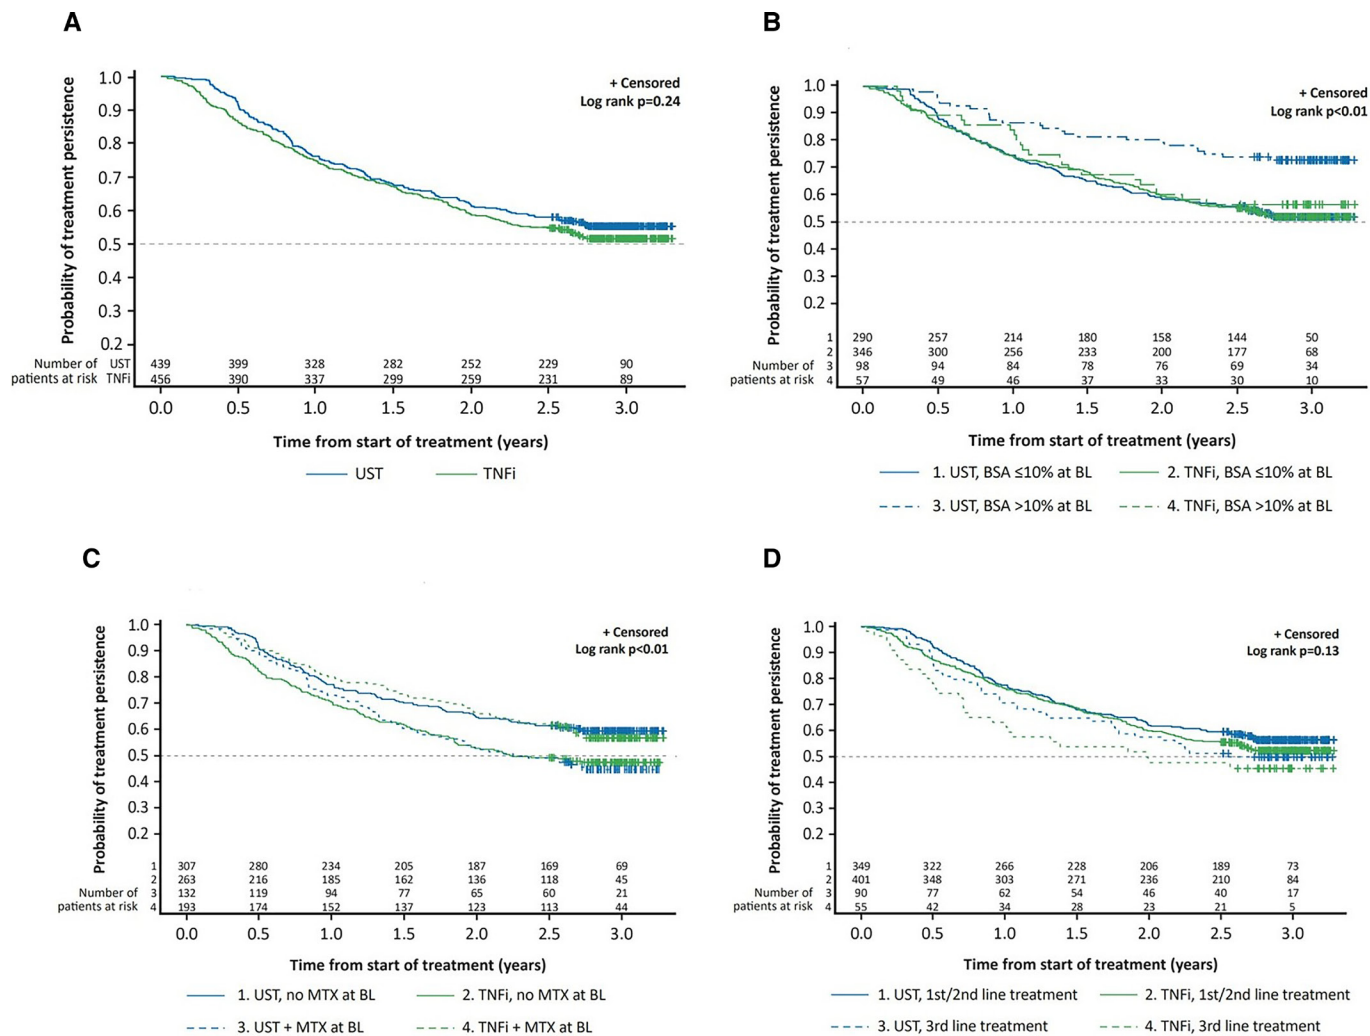 A
Probability of treatment persistence
+ Censored
Log rank p=0.24
1.0
0.9
0.8
0.7
0.6
0.5
0.4
0.3
0.2
Number of patients at risk
UST 439 399 328 282 252 229 90
TNFi 456 390 337 299 259 231 89
0.0 0.5 1.0 1.5 2.0 2.5 3.0
Time from start of treatment (years)
UST TNFi
B
Probability of treatment persistence
+ Censored
Log rank p<0.01
1.0
0.9
0.8
0.7
0.6
0.5
0.4
0.3
0.2
Number of patients at risk
1 290 257 214 180 158 144 50
2 346 300 256 233 200 177 68
3 98 94 84 78 76 69 34
4 57 49 46 37 33 30 10
0.0 0.5 1.0 1.5 2.0 2.5 3.0
Time from start of treatment (years)
1. UST, BSA ≤10% at BL 2. TNFi, BSA ≤10% at BL
3. UST, BSA >10% at BL 4. TNFi, BSA >10% at BL
C
Probability of treatment persistence
+ Censored
Log rank p<0.01
1.0
0.9
0.8
0.7
0.6
0.5
0.4
0.3
0.2
Number of patients at risk
1 307 280 234 205 187 169 69
2 263 216 185 162 136 118 45
3 132 119 94 77 65 60 21
4 193 174 152 137 123 113 44
0.0 0.5 1.0 1.5 2.0 2.5 3.0
Time from start of treatment (years)
1. UST, no MTX at BL 2. TNFi, no MTX at BL
3. UST + MTX at BL 4. TNFi + MTX at BL
D
Probability of treatment persistence
+ Censored
Log rank p=0.13
1.0
0.9
0.8
0.7
0.6
0.5
0.4
0.3
0.2
Number of patients at risk
1 349 322 266 228 206 189 73
2 401 348 303 271 236 210 84
3 90 77 62 54 46 40 17
4 55 42 34 28 23 21 5
0.0 0.5 1.0 1.5 2.0 2.5 3.0
Time from start of treatment (years)
1. UST, 1st/2nd line treatment 2. TNFi, 1st/2nd line treatment
3. UST, 3rd line treatment 4. TNFi, 3rd line treatment